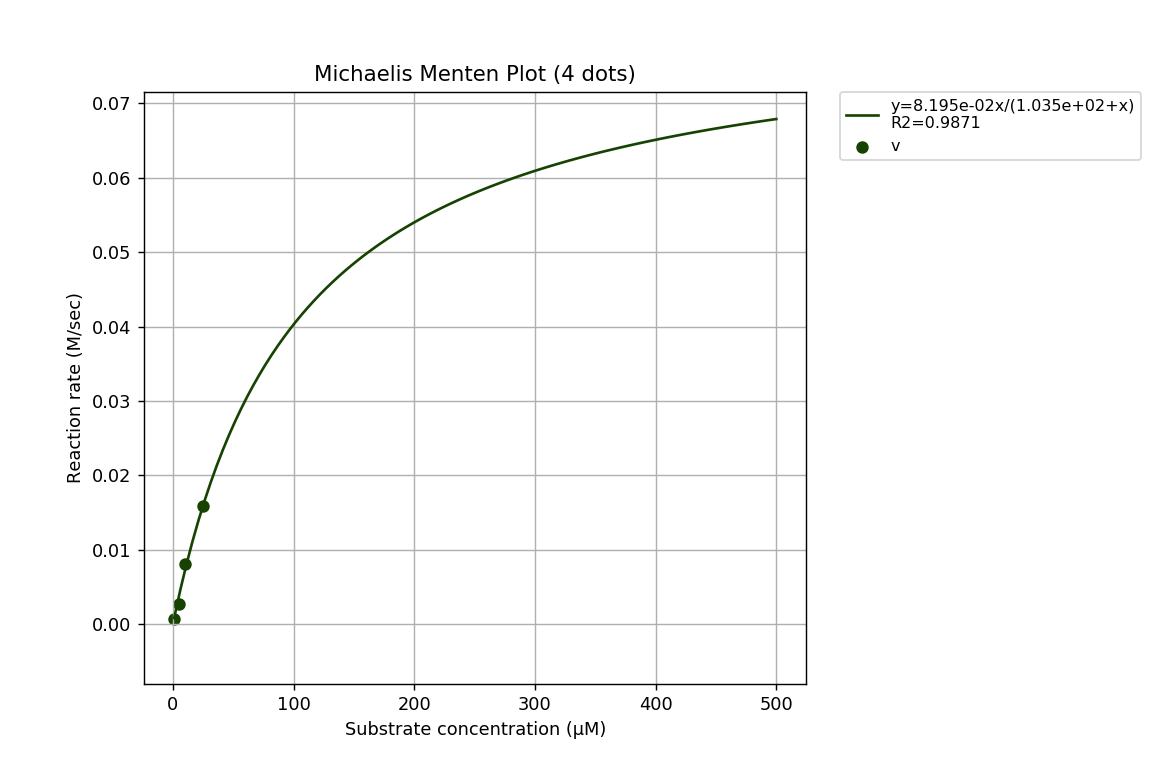 Michaelis Menten Plot (4 dots)
y=8.195e-02x/(1.035e+02+x)
R2=0.9871
v
0.07
0.06
0.05
0.04
0.03
0.02
0.01
0.00
Reaction rate (M/sec)
0 100 200 300 400 500
Substrate concentration (μM)